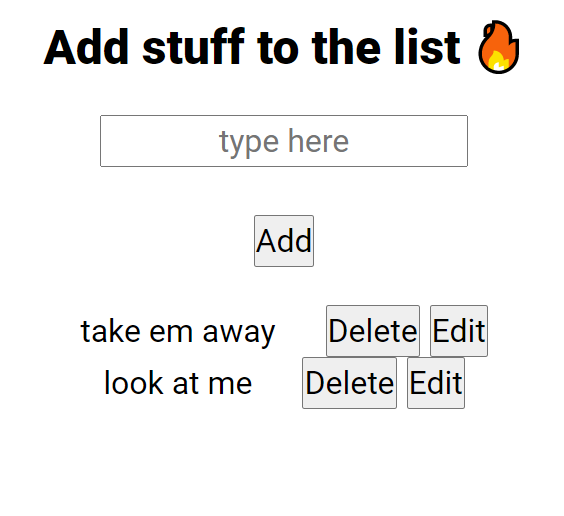 Add stuff to the list 🔥
type here
Add
take em away Delete Edit
look at me Delete Edit